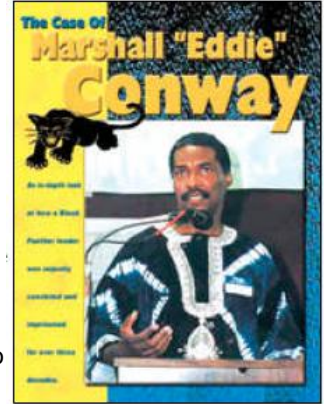 The Case Of
Marshall "Eddie"
Conway
An in-depth look
at how a Black
Panther leader
was unjustly
convicted and
imprisoned
for over three
decades.